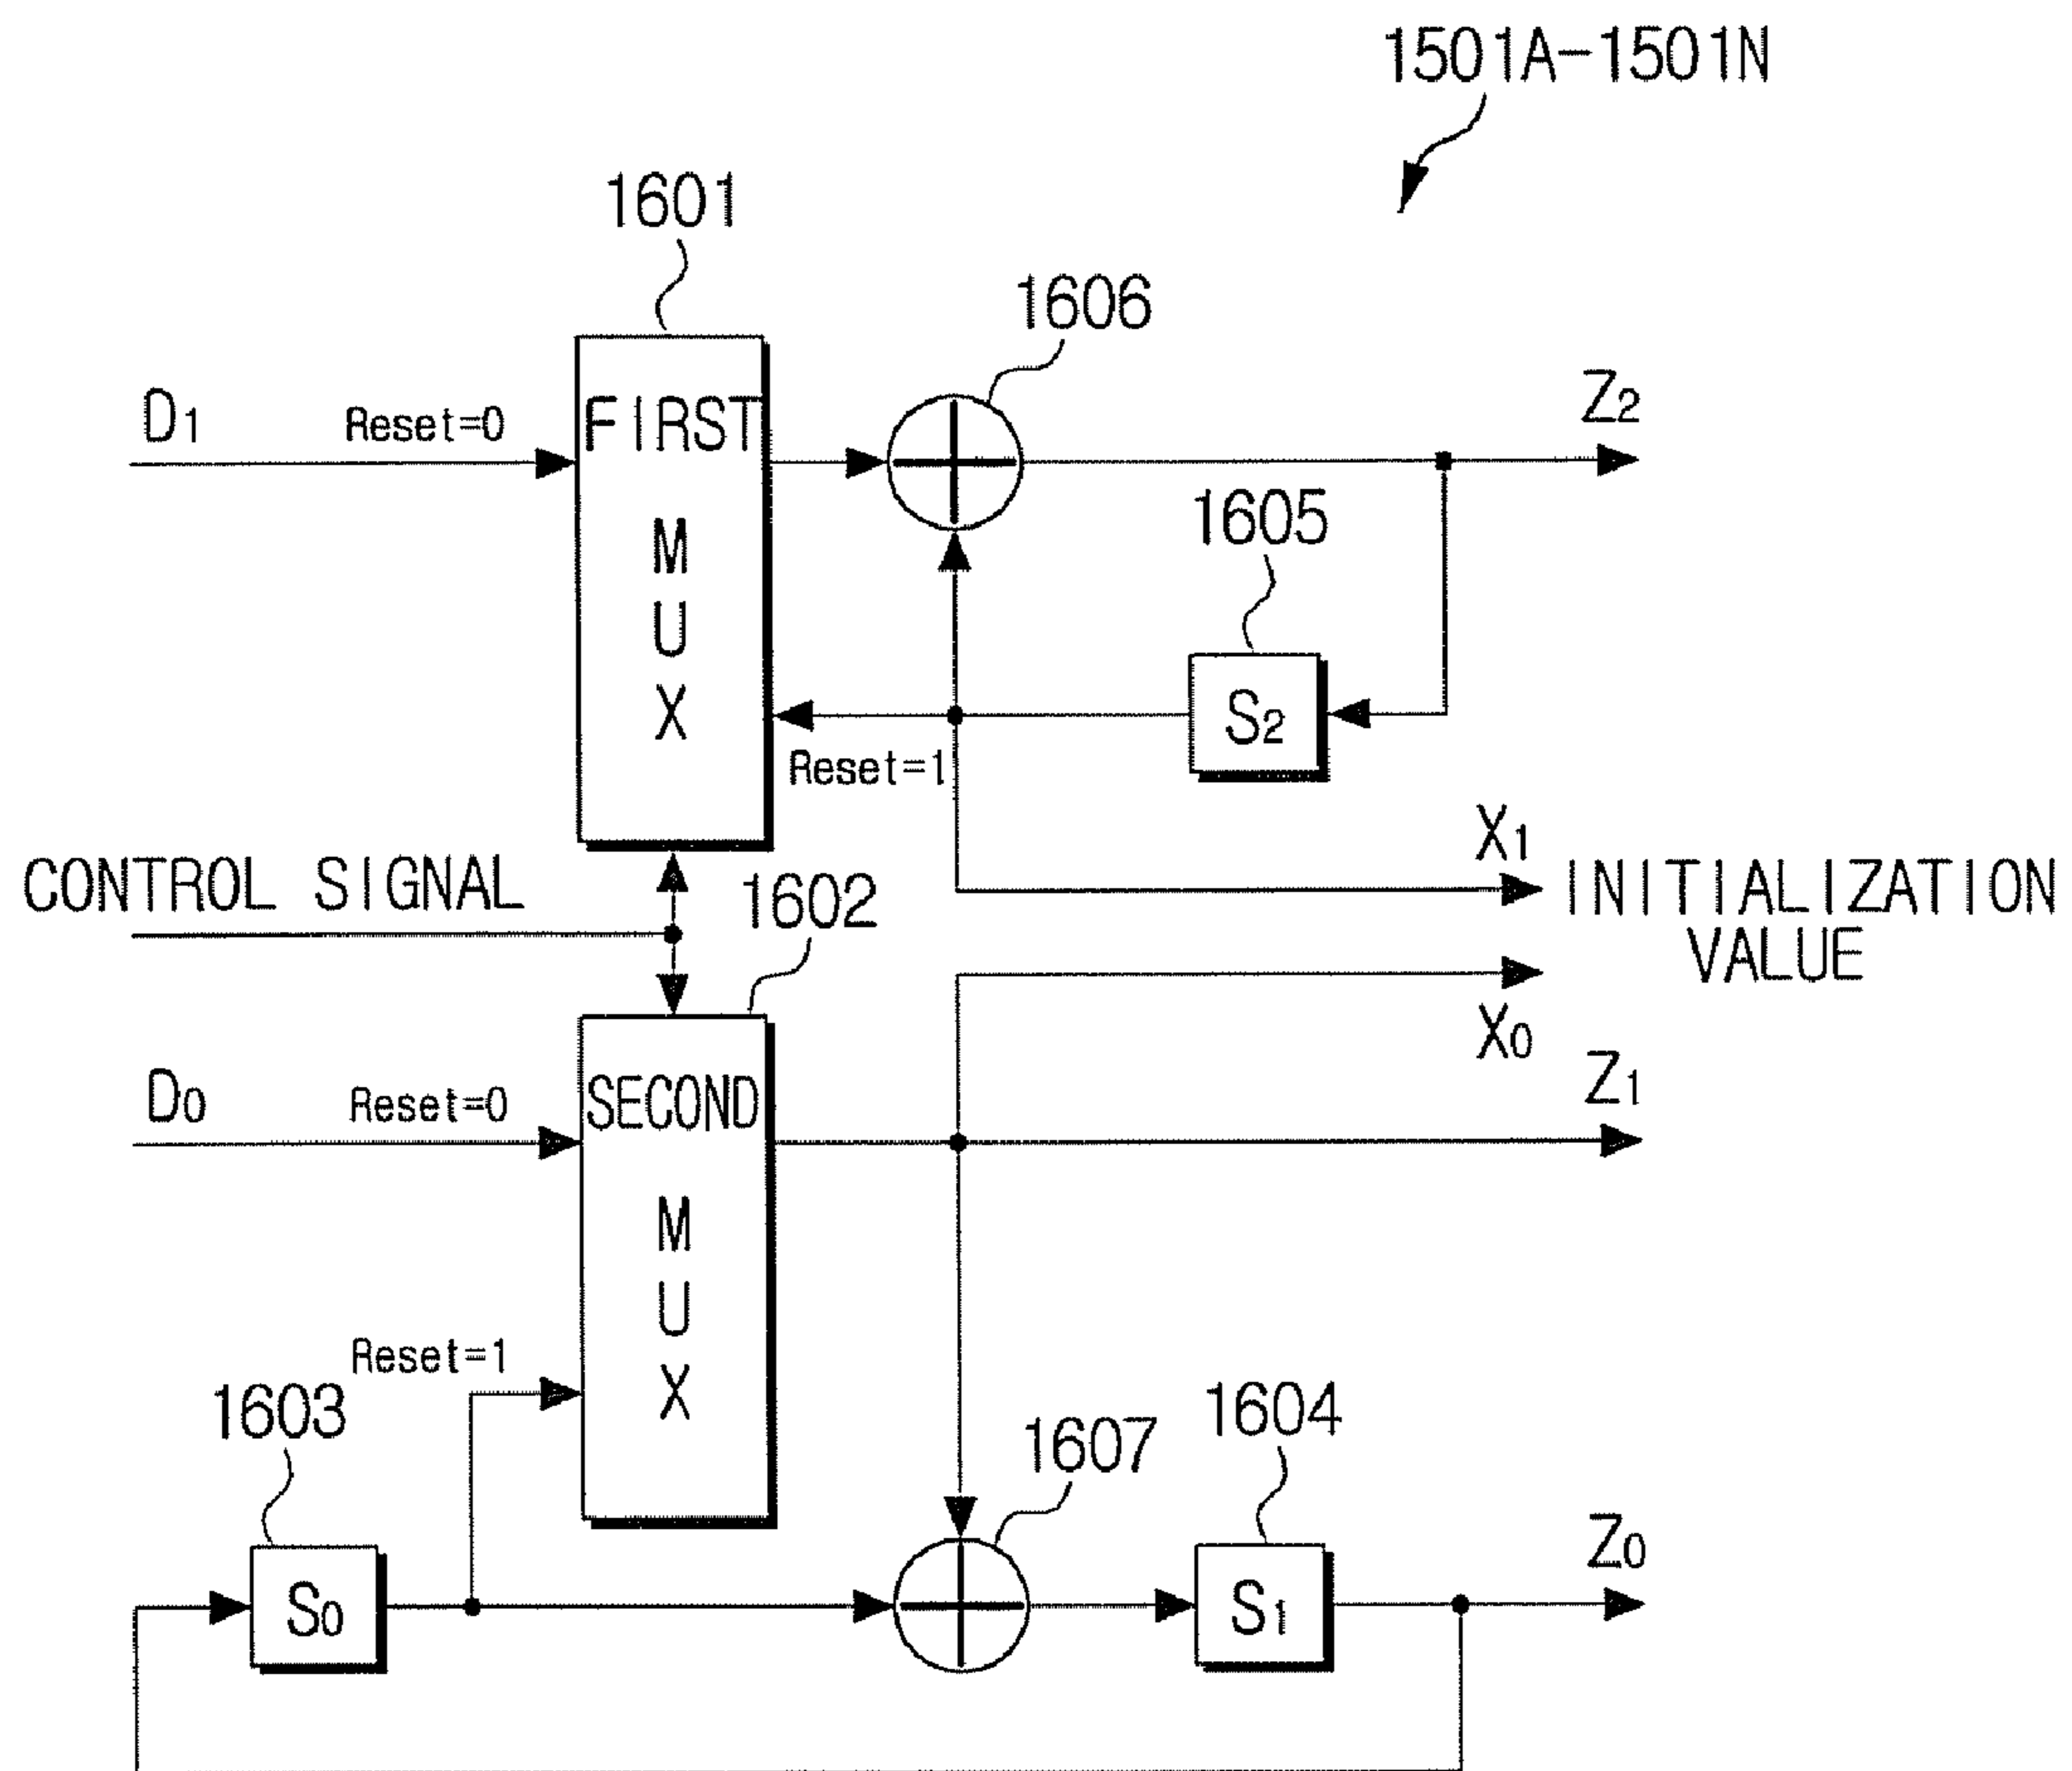 1501A-1501N
1601
1606
D1 Reset=0
FIRST
M
U
X
Z2
1605
S2
Reset=1
X1
CONTROL SIGNAL
1602
INITIALIZATION
VALUE
X0
D0 Reset=0
SECOND
M
U
X
Z1
Reset=1
1603
1607
1604
S0
S1
Z0